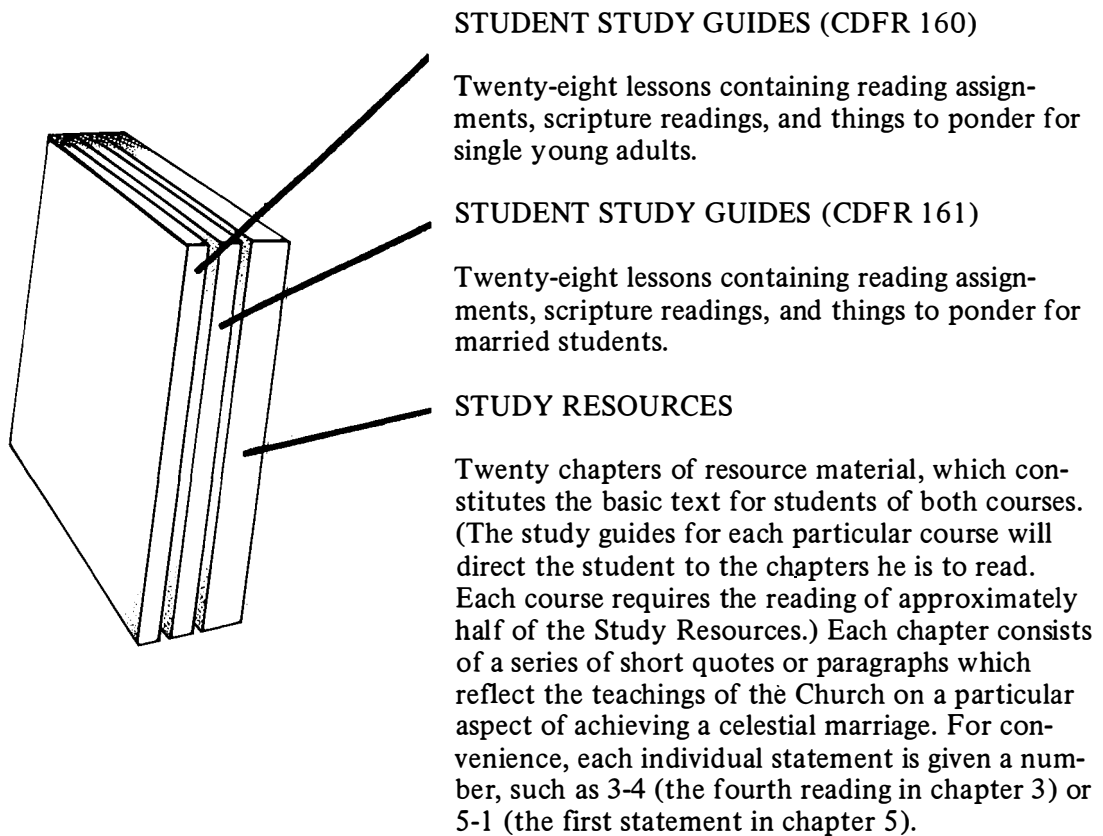 STUDENT STUDY GUIDES (CDFR 160)
Twenty-eight lessons containing reading assign-
ments, scripture readings, and things to ponder for
single young adults.
STUDENT STUDY GUIDES (CDFR 161)
Twenty-eight lessons containing reading assign-
ments, scripture readings, and things to ponder for
married students.
STUDY RESOURCES
Twenty chapters of resource material, which con-
stitutes the basic text for students of both courses.
(The study guides for each particular course will
direct the student to the chapters he is to read.
Each course requires the reading of approximately
half of the Study Resources.) Each chapter consists
of a series of short quotes or paragraphs which
reflect the teachings of the Church on a particular
aspect of achieving a celestial marriage. For con-
venience, each individual statement is given a num-
ber, such as 3-4 (the fourth reading in chapter 3) or
5-1 (the first statement in chapter 5).